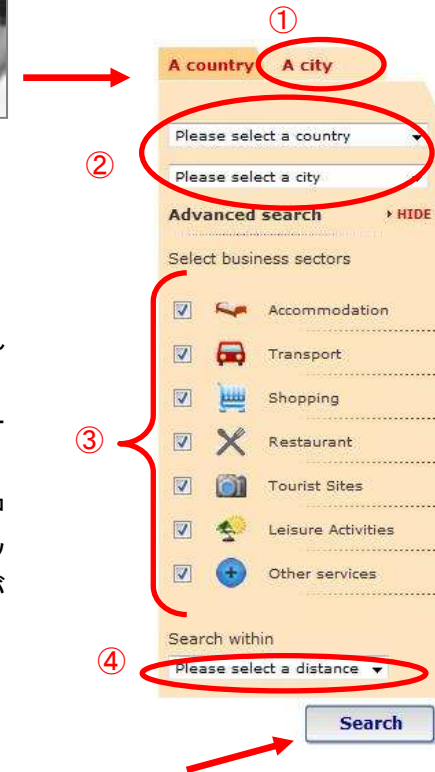 ①
A country A city
Please select a country
②
Please select a city
Advanced search HIDE
Select business sectors
Accommodation
Transport
Shopping
③
Restaurant
Tourist Sites
Leisure Activities
Other services
Search within
④
Please select a distance
Search